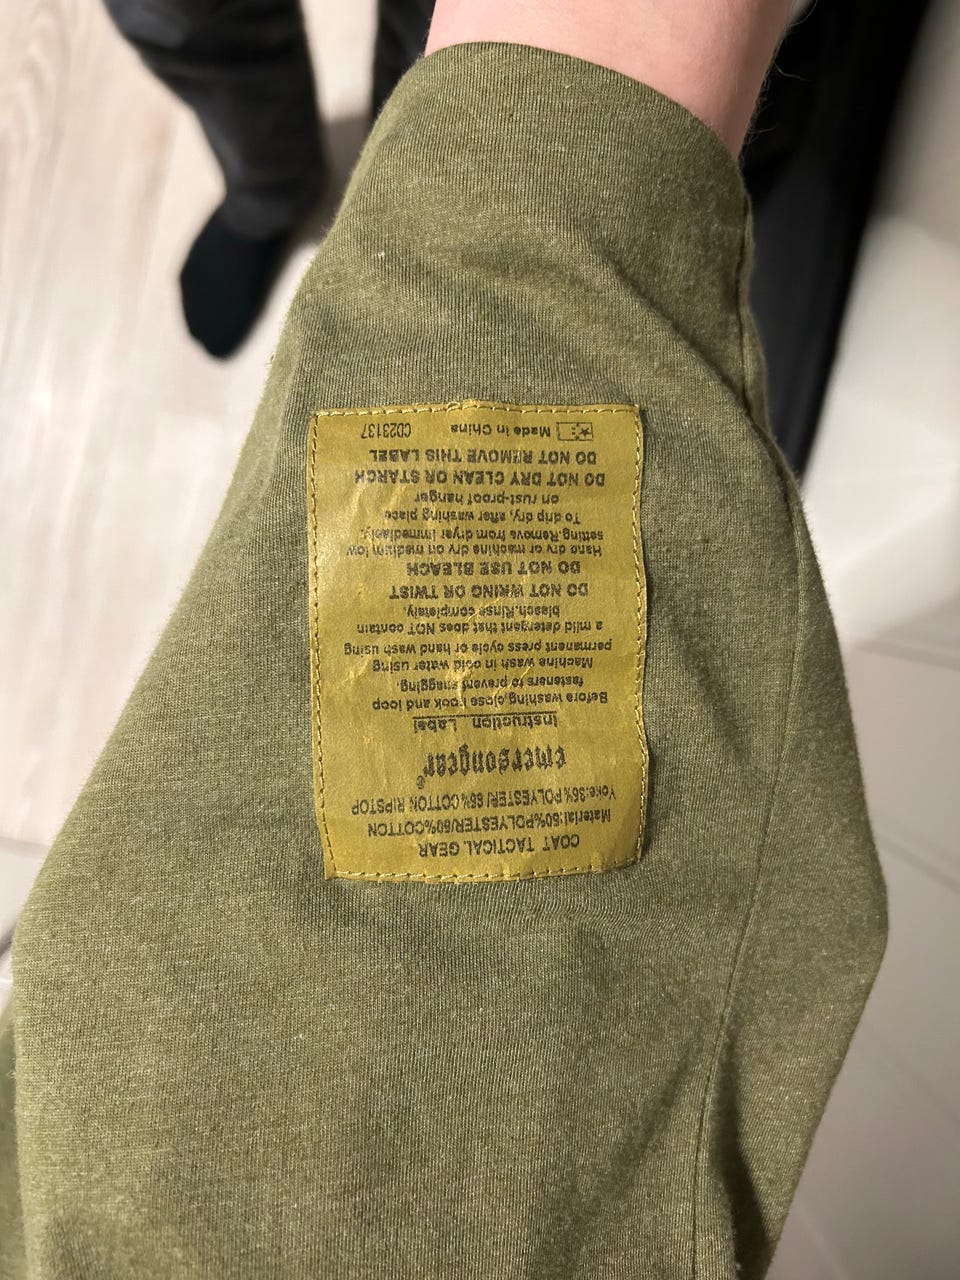 COAT TACTICAL GEAR
Material:50%POLYESTER/50%COTTON
Yoke:35%POLYESTER/ 65%COTTON RIPSTOP
emersongear®
Instruction Label
Before washing,close hook and loop
fasteners to prevent snagging.
Machine wash in cold water using
permanent press cycle or hand wash using
a mild detergent that does NOT contain
bleach.Rinse completely.
DO NOT WRING OR TWIST
DO NOT USE BLEACH
Hang dry or machine dry on medium low
setting.Remove from dryer immediately.
To drip dry, after washing place
on rust-proof hanger
DO NOT DRY CLEAN OR STARCH
DO NOT REMOVE THIS LABEL
Made in China CD23137